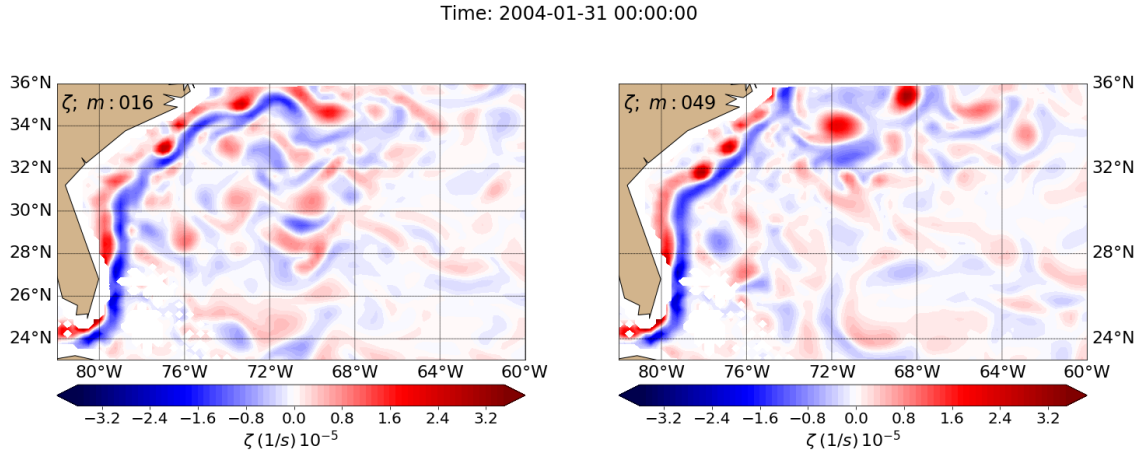 Time: 2004-01-31 00:00:00
ζ; m : 016
36°N
34°N
32°N
30°N
28°N
26°N
24°N
80°W 76°W 72°W 68°W 64°W 60°W
−3.2 −2.4 −1.6 −0.8 0.0 0.8 1.6 2.4 3.2
ζ (1/s) 10⁻⁵
ζ; m : 049
36°N
32°N
28°N
24°N
80°W 76°W 72°W 68°W 64°W 60°W
−3.2 −2.4 −1.6 −0.8 0.0 0.8 1.6 2.4 3.2
ζ (1/s) 10⁻⁵